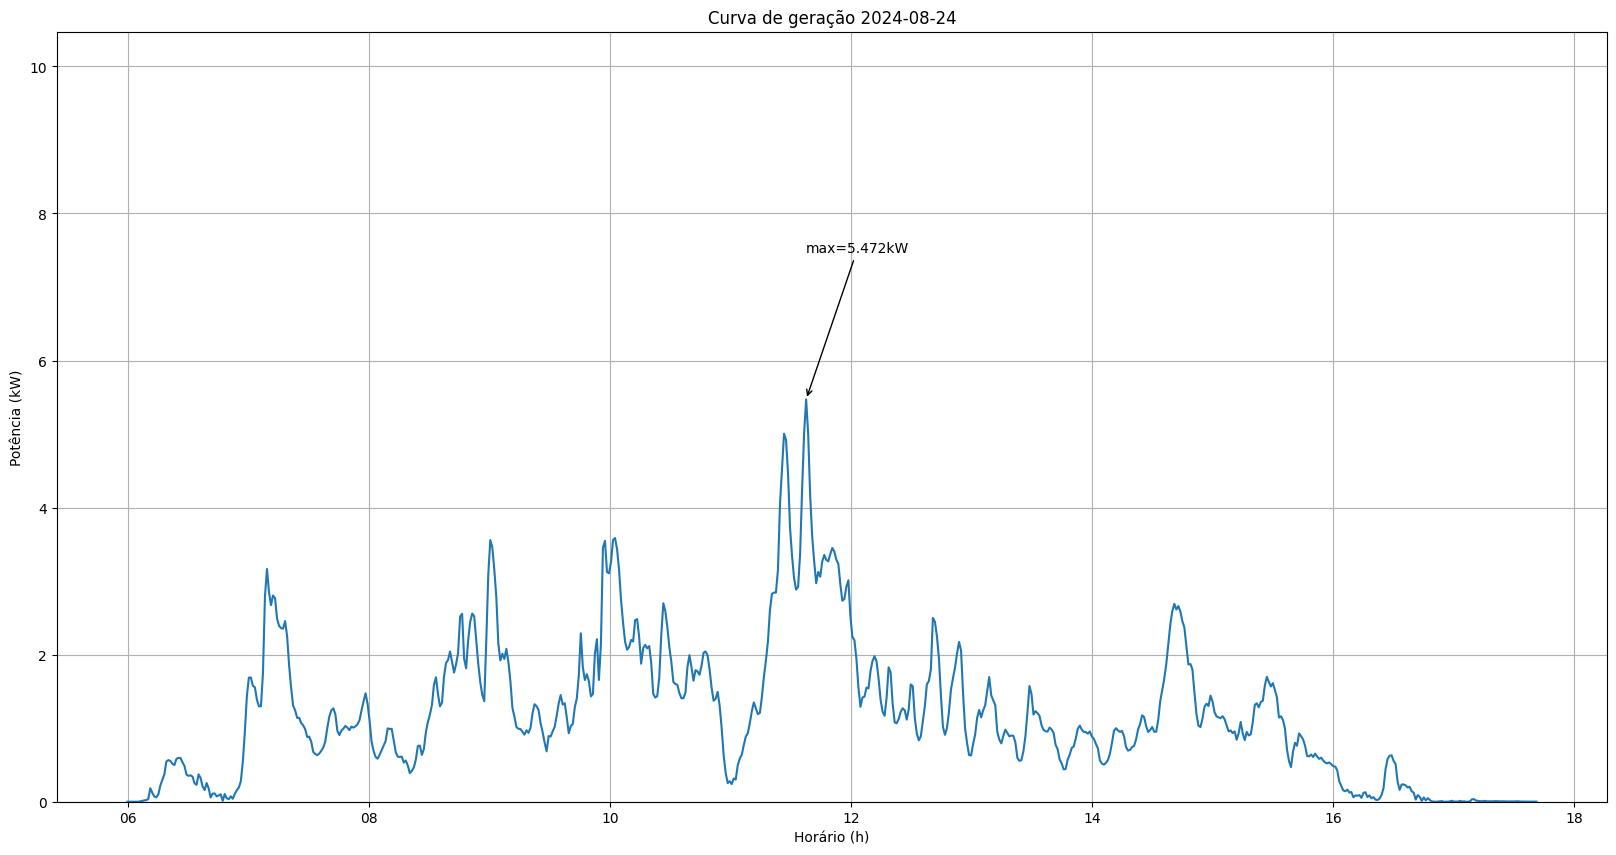 Curva de geração 2024-08-24
10
8
max=5.472kW
6
Potência (kW)
4
2
0
06 08 10 12 14 16 18
Horário (h)